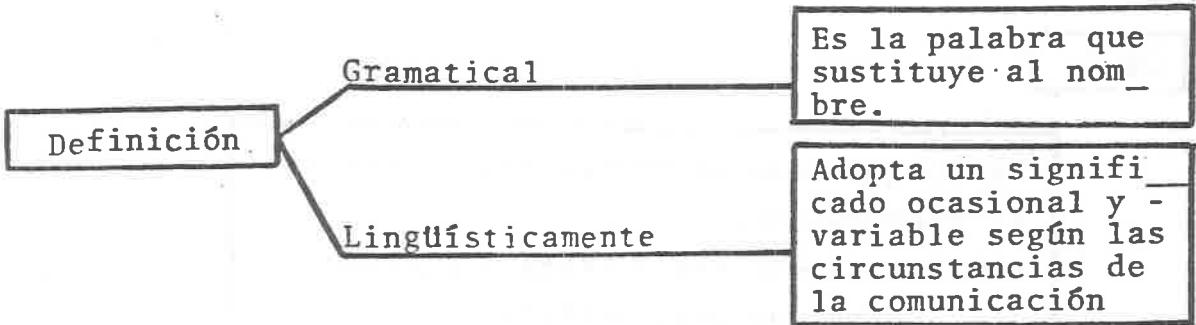 Definición
Gramatical
Es la palabra que
sustituye al nom_
bre.
Lingüísticamente
Adopta un signifi_
cado ocasional y -
variable según las
circunstancias de
la comunicación